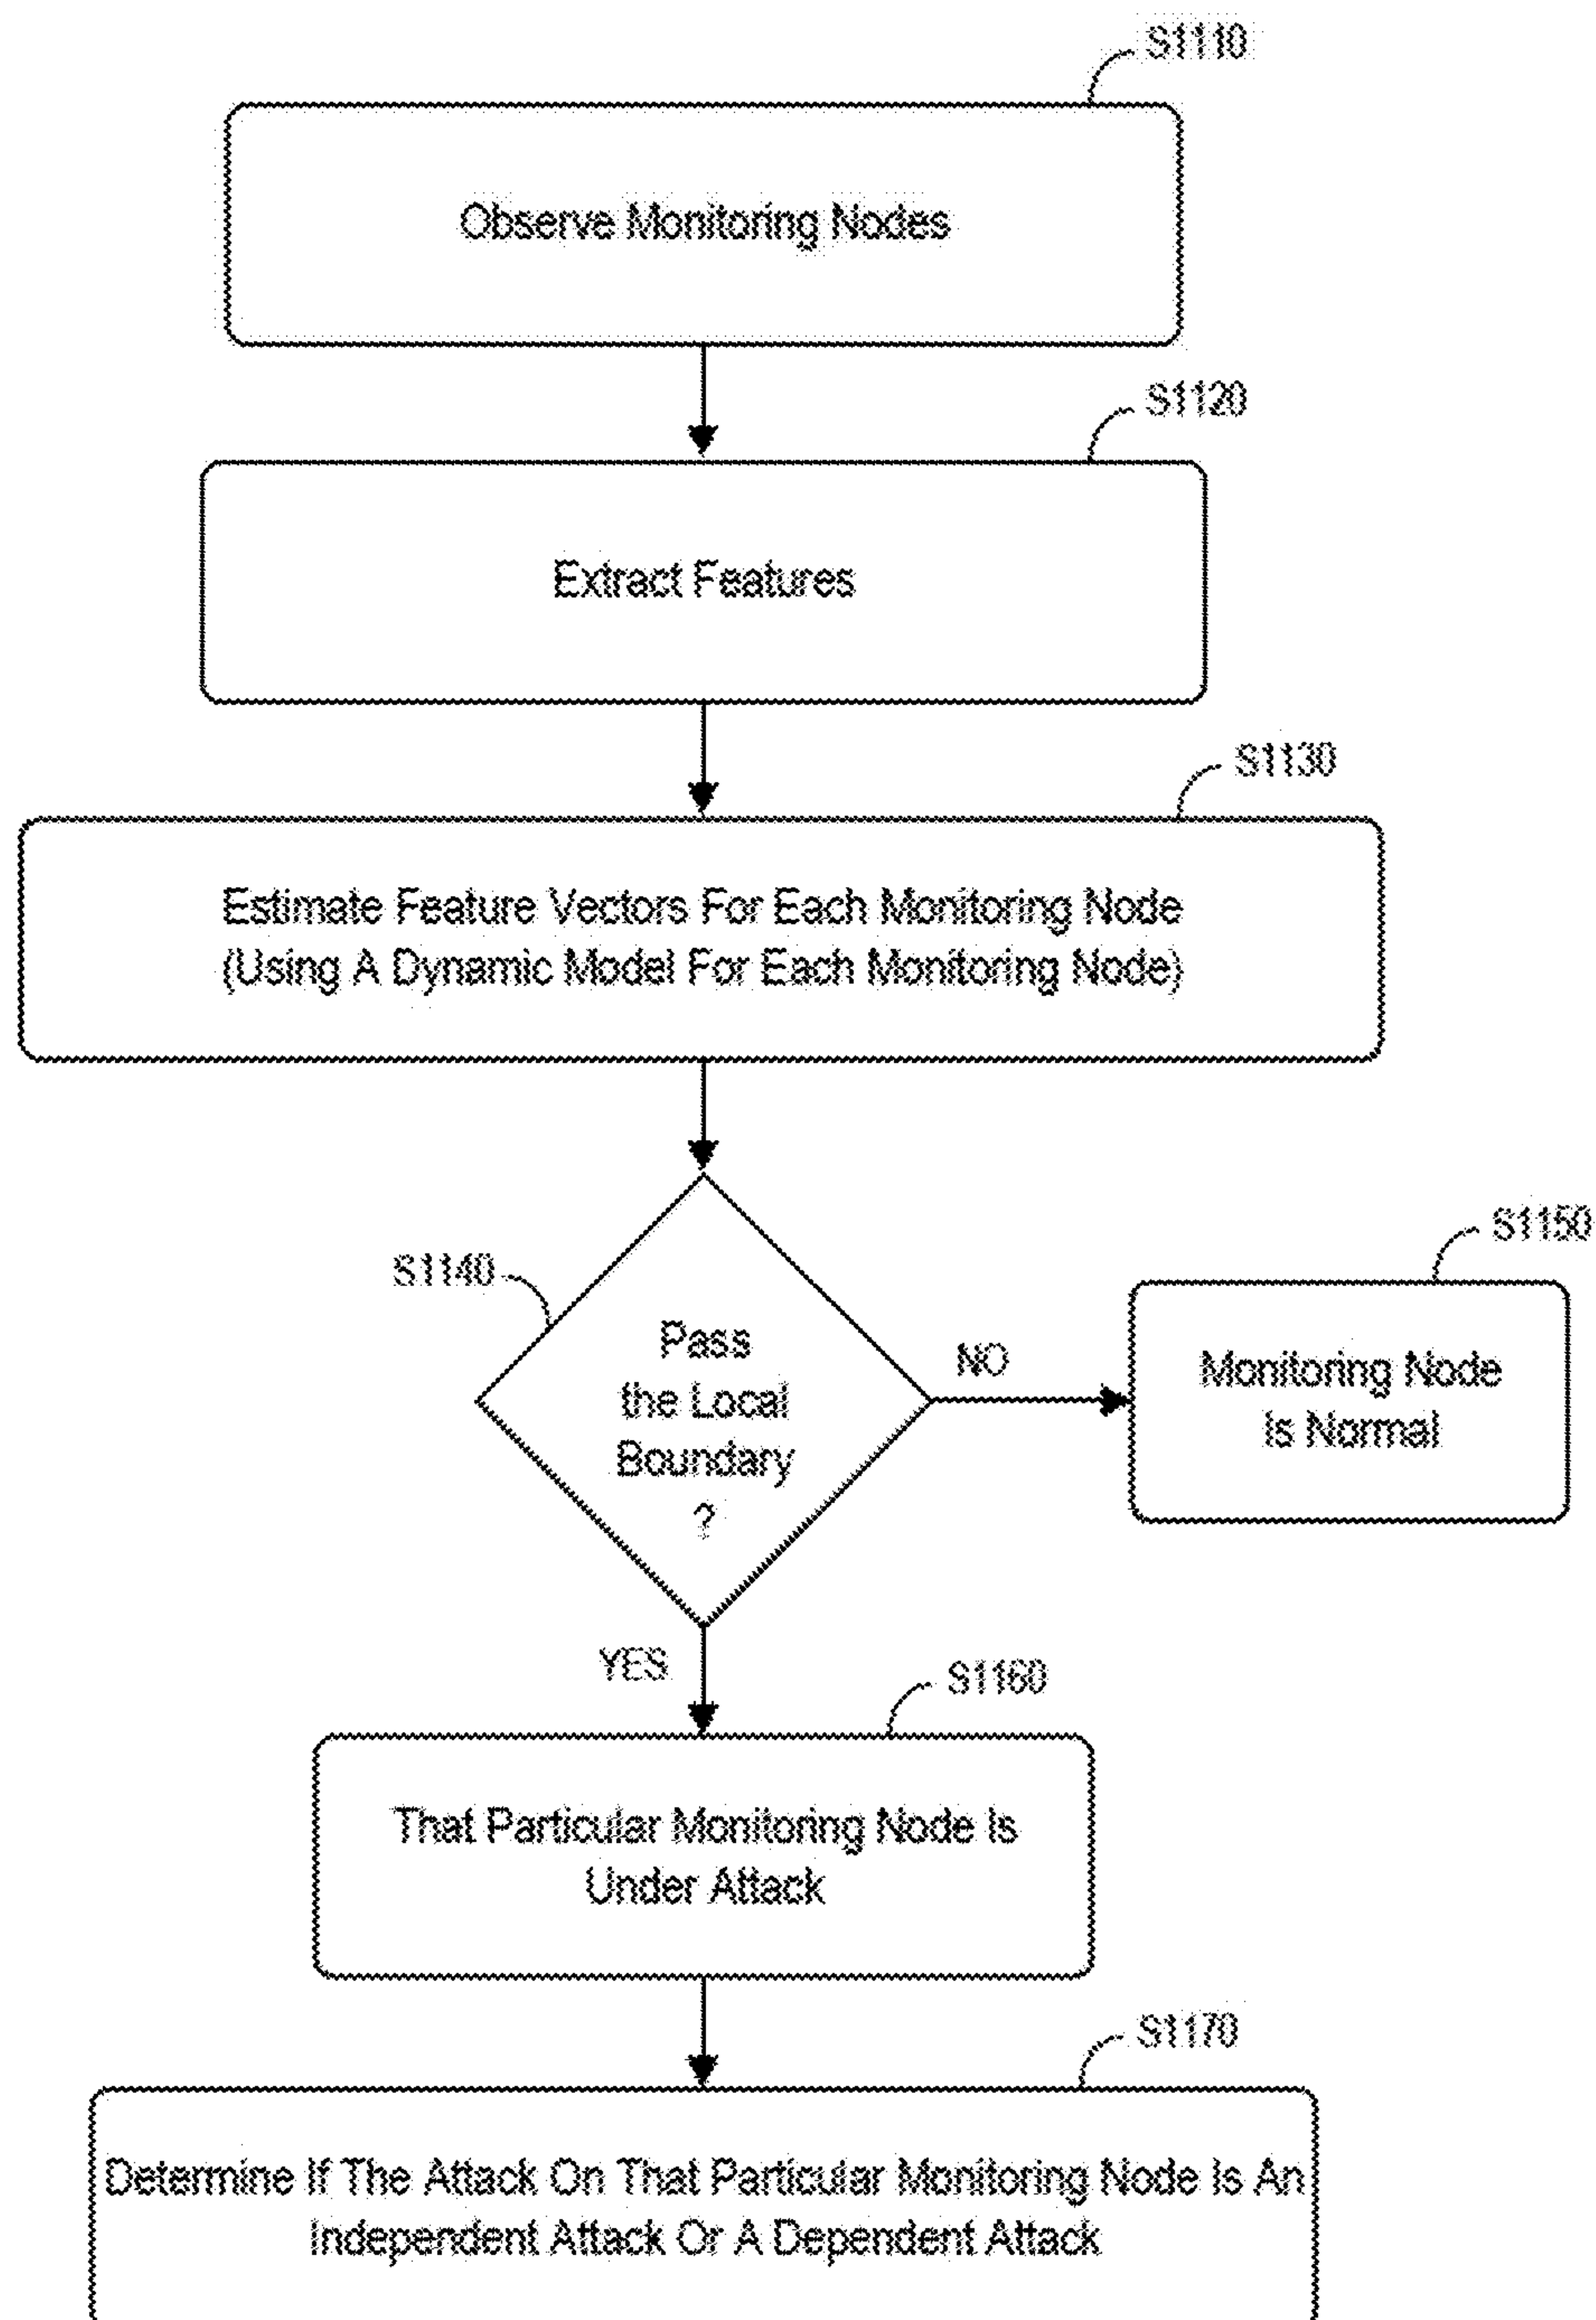 S1110
Observe Monitoring Nodes
S1120
Extract Features
S1130
Estimate Feature Vectors For Each Monitoring Node
(Using A Dynamic Model For Each Monitoring Node)
S1140
Pass
the Local
Boundary
?
NO
S1150
Monitoring Node
Is Normal
YES
S1160
That Particular Monitoring Node Is
Under Attack
S1170
Determine If The Attack On That Particular Monitoring Node Is An
Independent Attack Or A Dependent Attack